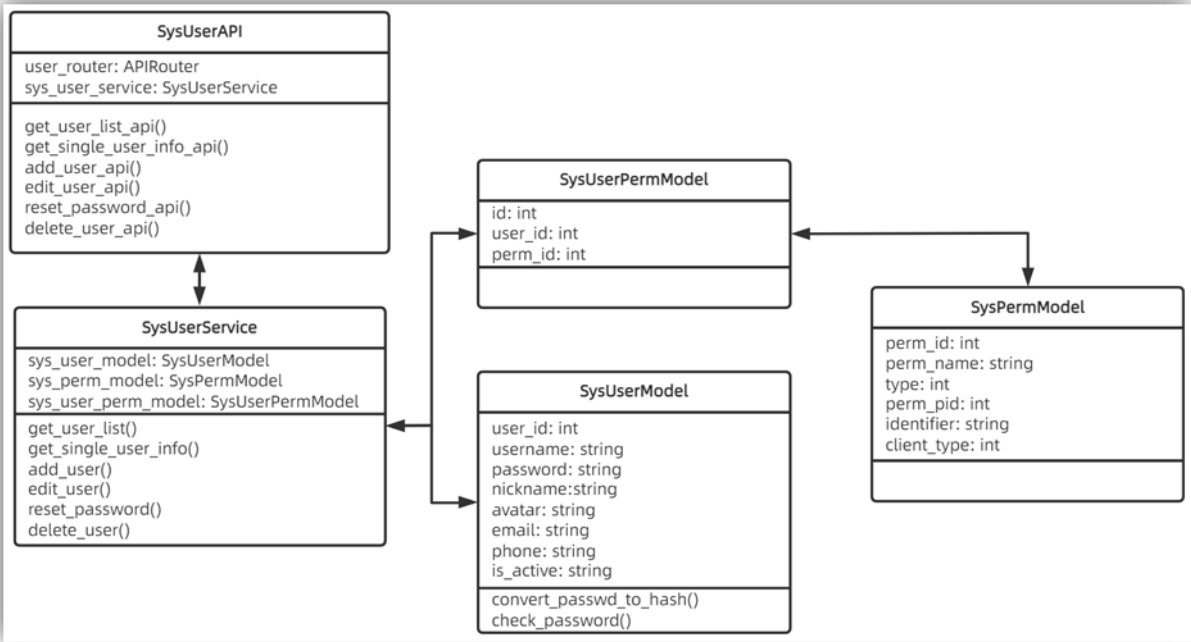 SysUserAPI
user_router: APIRouter
sys_user_service: SysUserService
get_user_list_api()
get_single_user_info_api()
add_user_api()
edit_user_api()
reset_password_api()
delete_user_api()
SysUserService
sys_user_model: SysUserModel
sys_perm_model: SysPermModel
sys_user_perm_model: SysUserPermModel
get_user_list()
get_single_user_info()
add_user()
edit_user()
reset_password()
delete_user()
SysUserPermModel
id: int
user_id: int
perm_id: int
SysUserModel
user_id: int
username: string
password: string
nickname:string
avatar: string
email: string
phone: string
is_active: string
convert_passwd_to_hash()
check_password()
SysPermModel
perm_id: int
perm_name: string
type: int
perm_pid: int
identifier: string
client_type: int